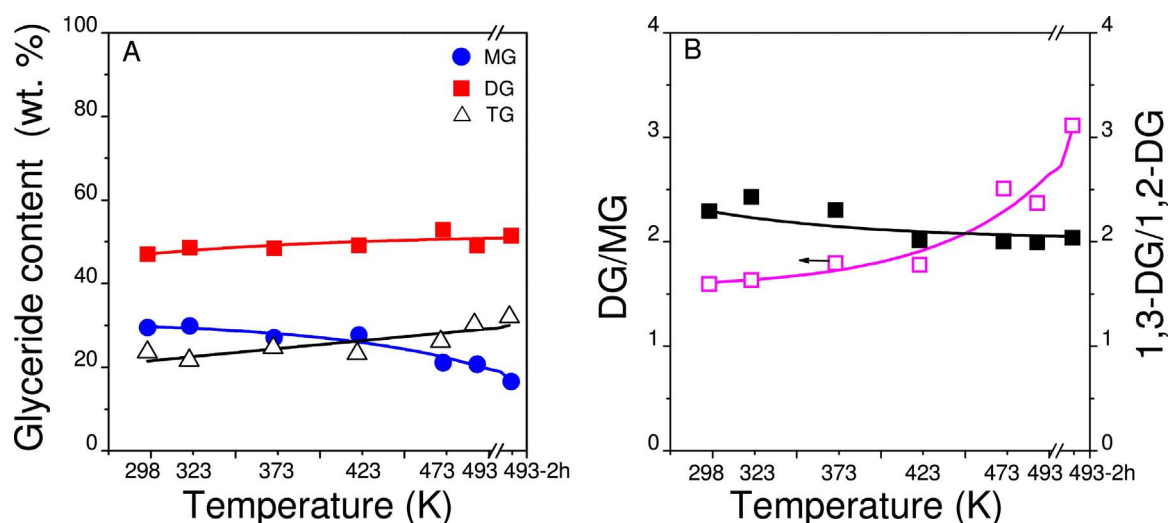 A
MG
DG
TG
Glyceride content (wt. %)
100
80
60
40
20
0
298 323 373 423 473 493 493-2h
Temperature (K)
B
DG/MG
4
3
2
1
0
1,3-DG/1,2-DG
4
3
2
1
0
298 323 373 423 473 493 493-2h
Temperature (K)